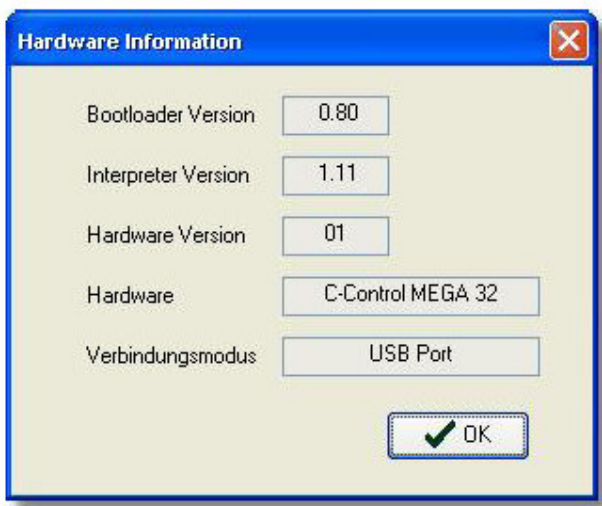 Hardware Information
Bootloader Version 0.80
Interpreter Version 1.11
Hardware Version 01
Hardware C-Control MEGA 32
Verbindungsmodus USB Port
OK